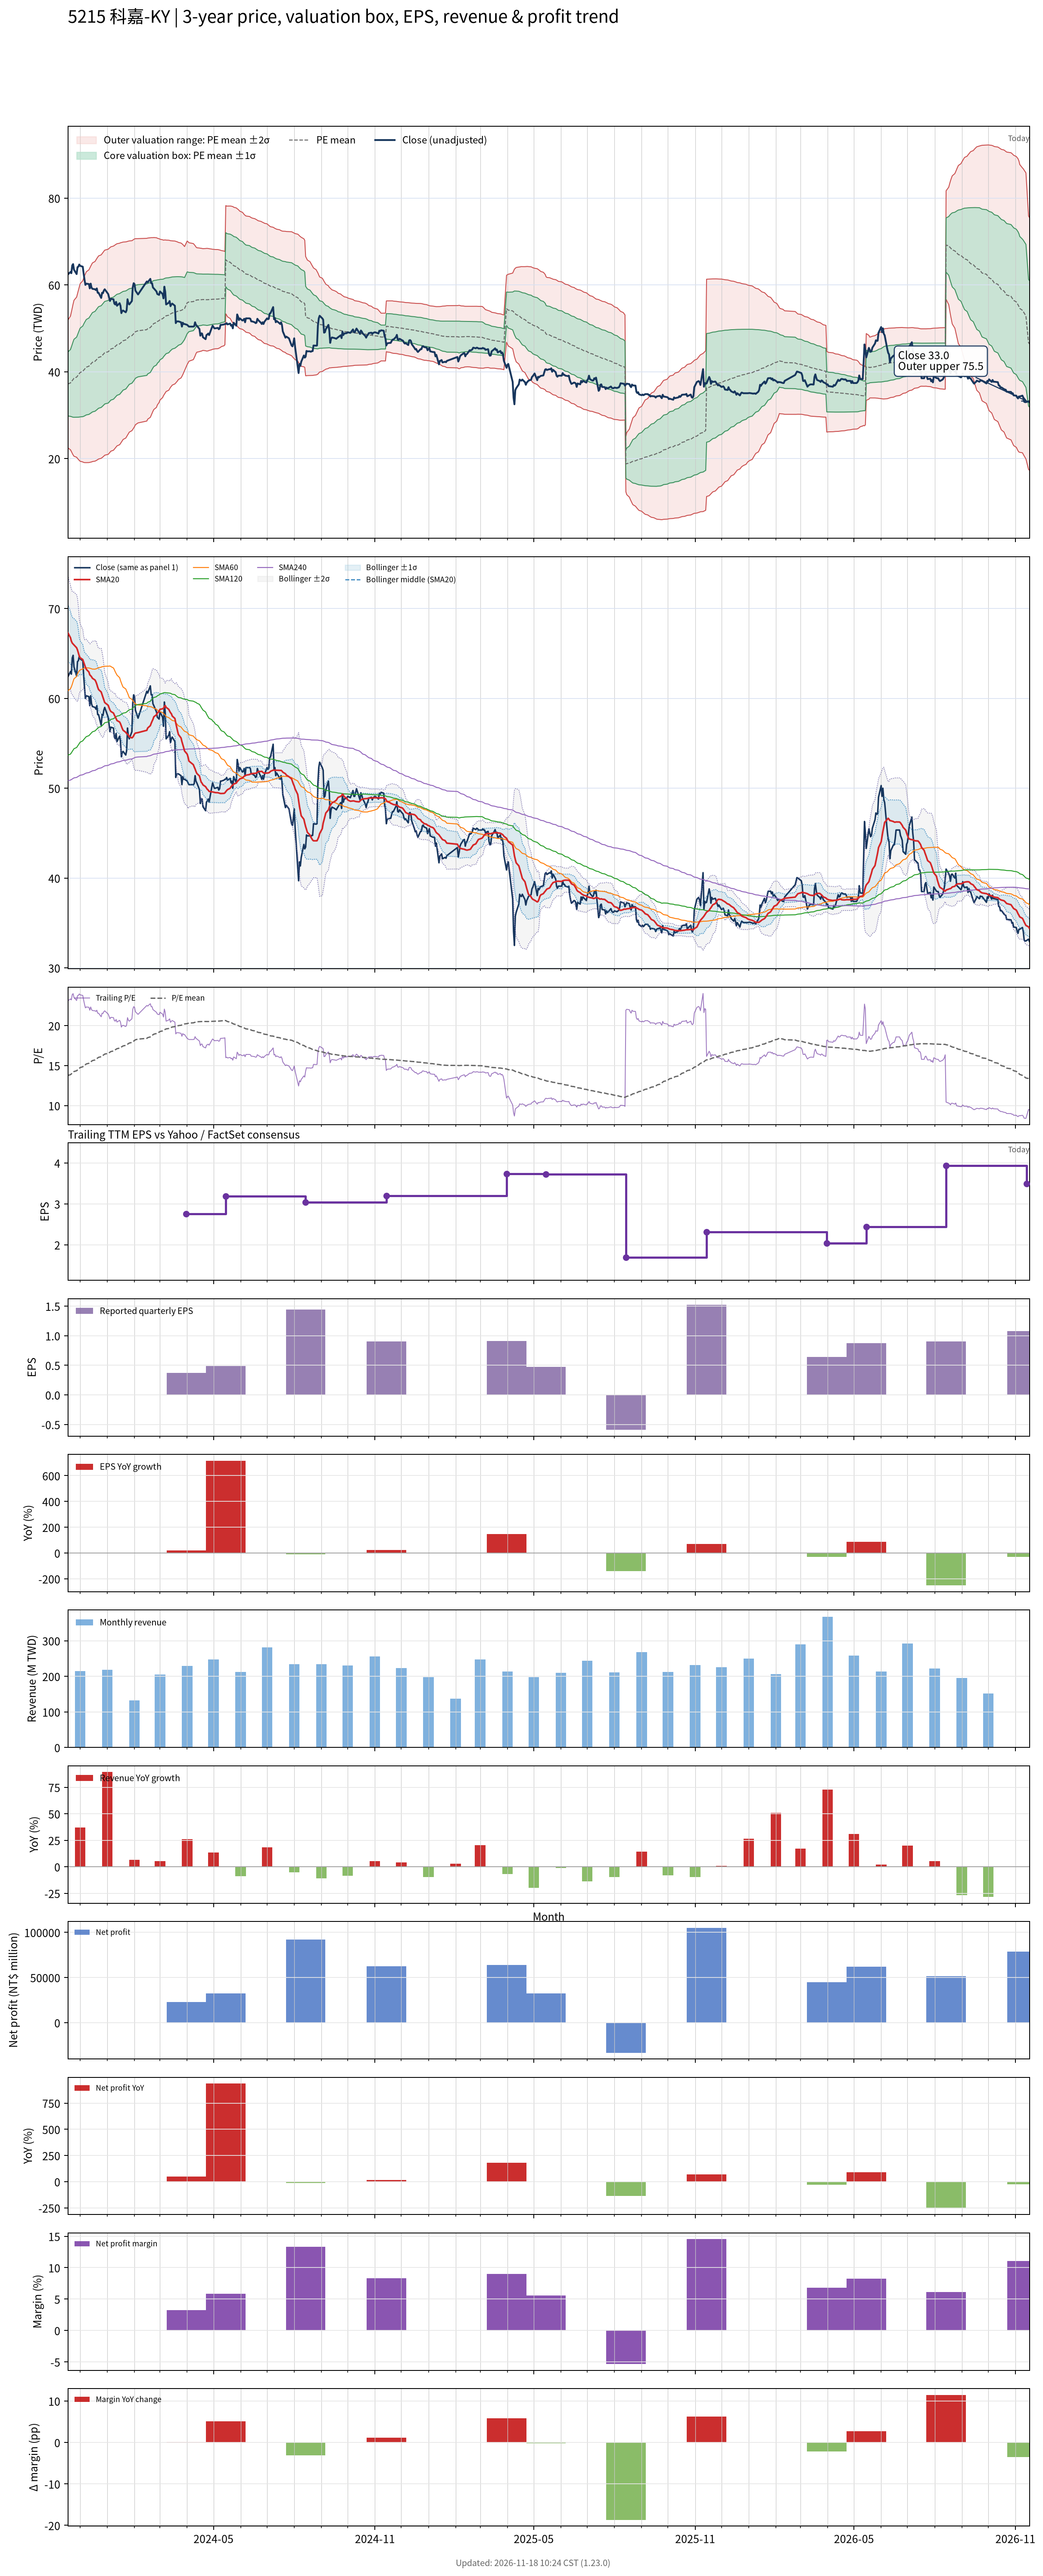 5215 科嘉-KY | 3-year price, valuation box, EPS, revenue & profit trend
Outer valuation range: PE mean ±2σ
PE mean
Close (unadjusted)
Core valuation box: PE mean ±1σ
Today
Price (TWD)
80
60
40
20
Close 33.0
Outer upper 75.5
Close (same as panel 1)
SMA20
SMA60
SMA120
SMA240
Bollinger ±2σ
Bollinger ±1σ
Bollinger middle (SMA20)
Price
70
60
50
40
30
Trailing P/E
P/E mean
P/E
20
15
10
Trailing TTM EPS vs Yahoo / FactSet consensus
Today
EPS
4
3
2
Reported quarterly EPS
EPS
1.5
1.0
0.5
0.0
-0.5
EPS YoY growth
YoY (%)
600
400
200
0
-200
Monthly revenue
Revenue (M TWD)
300
200
100
0
Revenue YoY growth
YoY (%)
75
50
25
0
-25
Month
Net profit
Net profit (NT$ million)
100000
50000
0
Net profit YoY
YoY (%)
750
500
250
0
-250
Net profit margin
Margin (%)
15
10
5
0
-5
Margin YoY change
Δ margin (pp)
10
0
-10
-20
2024-05
2024-11
2025-05
2025-11
2026-05
2026-11
Updated: 2026-11-18 10:24 CST (1.23.0)